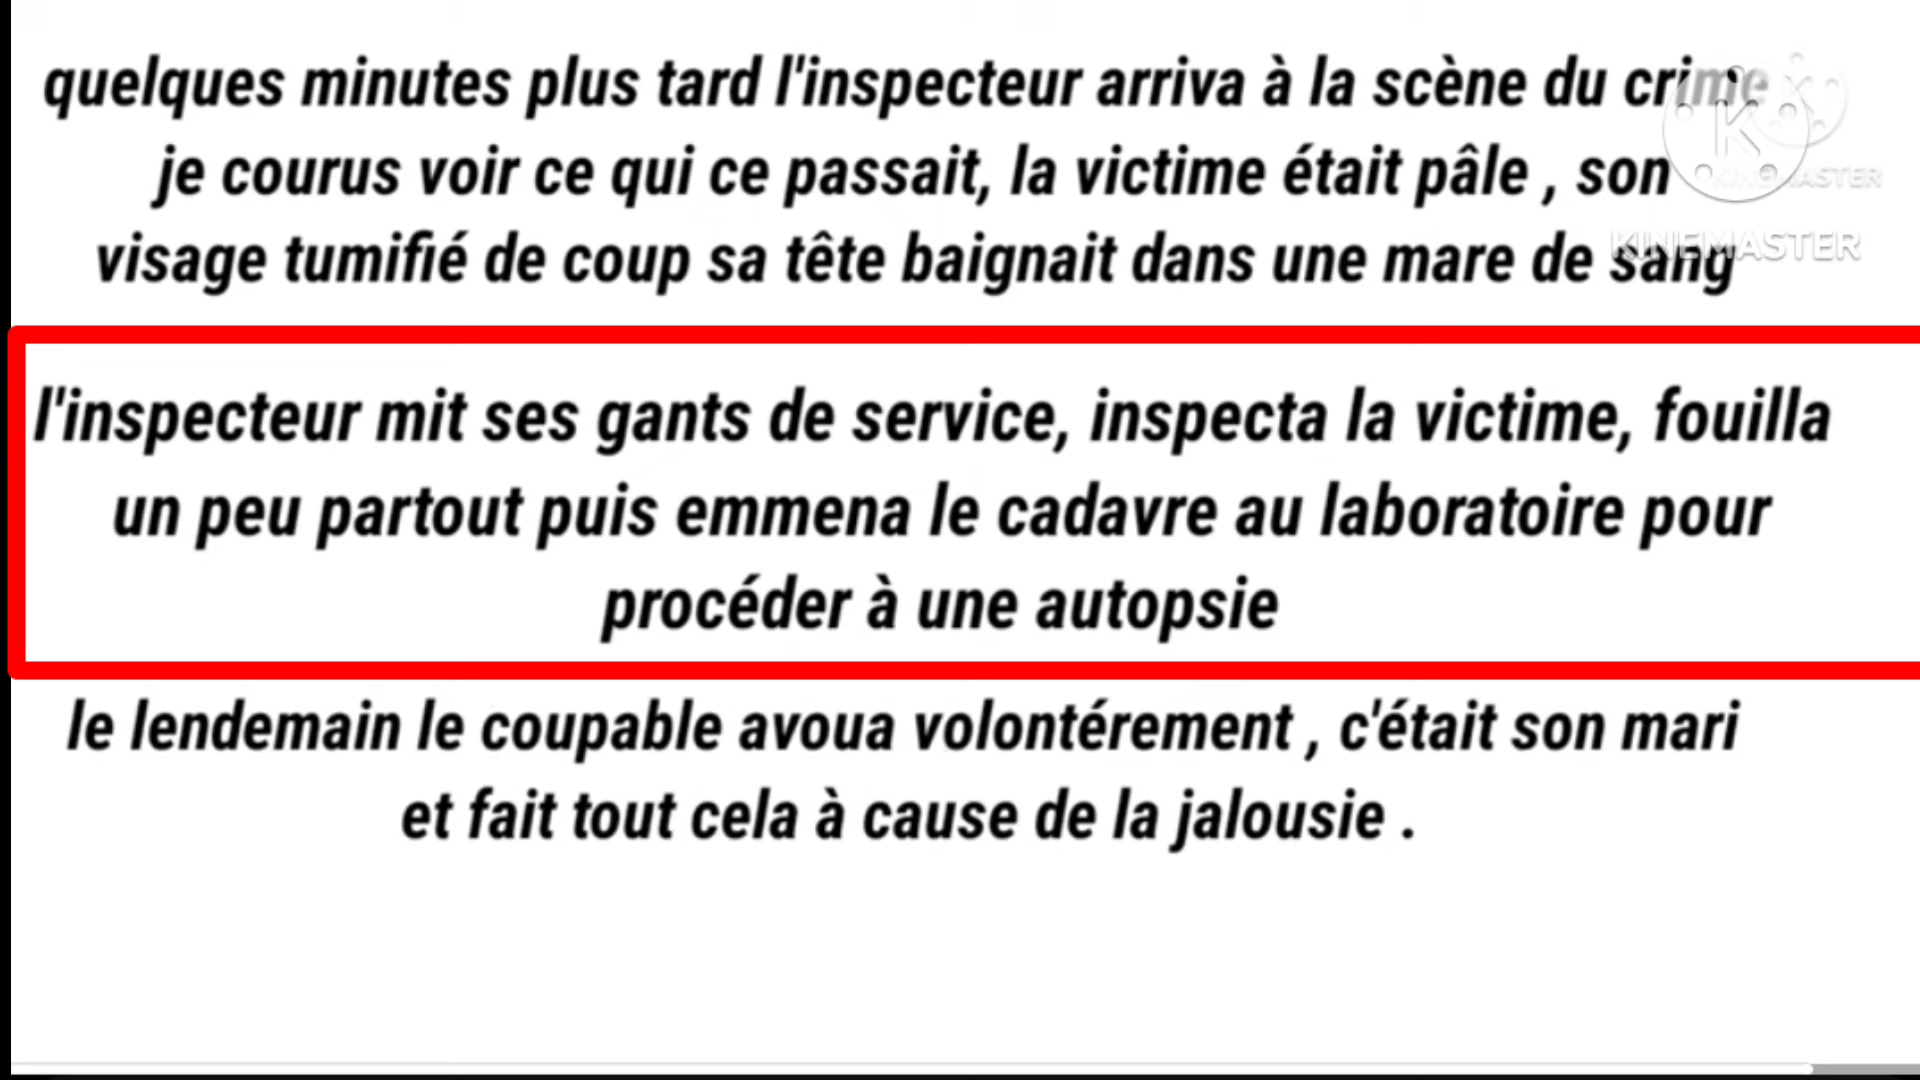 quelques minutes plus tard l'inspecteur arriva à la scène du crime
je courus voir ce qui ce passait, la victime était pâle , son
visage tumifié de coup sa tête baignait dans une mare de sang
l'inspecteur mit ses gants de service, inspecta la victime, fouilla
un peu partout puis emmena le cadavre au laboratoire pour
procéder à une autopsie
le lendemain le coupable avoua volontérement , c'était son mari
et fait tout cela à cause de la jalousie .
K
KINEMASTER
KINEMASTER